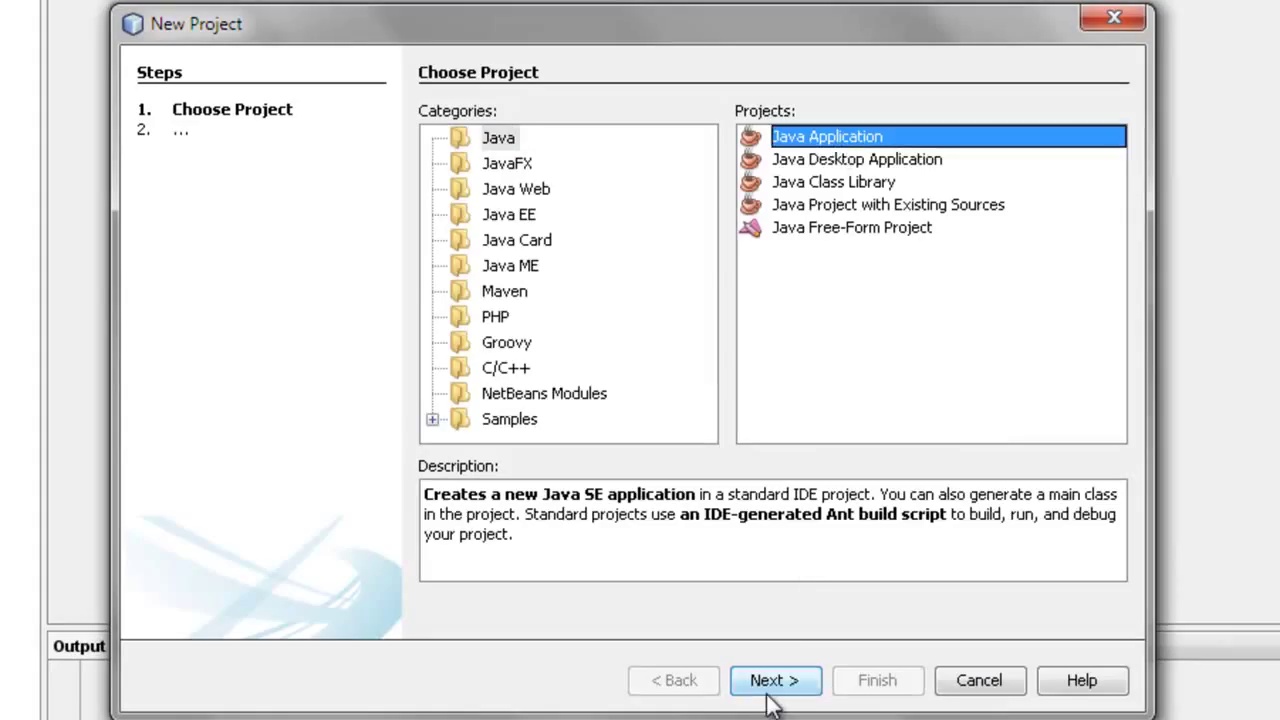 New Project
Steps
1. Choose Project
2. ...
Choose Project
Categories:
Java
JavaFX
Java Web
Java EE
Java Card
Java ME
Maven
PHP
Groovy
C/C++
NetBeans Modules
Samples
Projects:
Java Application
Java Desktop Application
Java Class Library
Java Project with Existing Sources
Java Free-Form Project
Description:
Creates a new Java SE application in a standard IDE project. You can also generate a main class
in the project. Standard projects use an IDE-generated Ant build script to build, run, and debug
your project.
Output
< Back
Next >
Finish
Cancel
Help